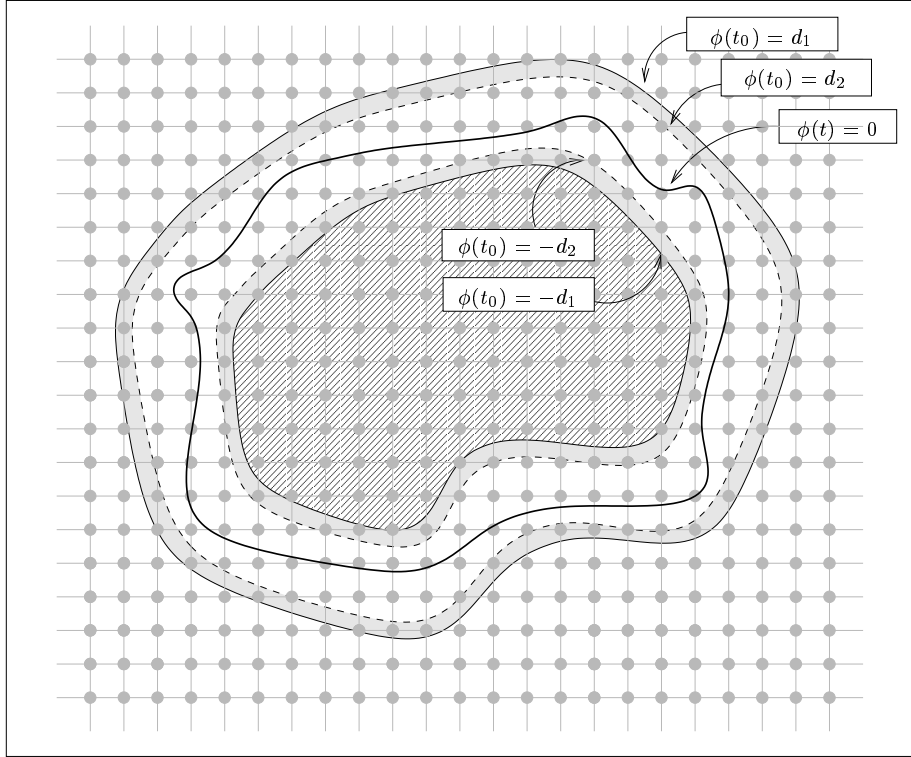 ϕ(t₀) = d₁
ϕ(t₀) = d₂
ϕ(t) = 0
ϕ(t₀) = −d₂
ϕ(t₀) = −d₁